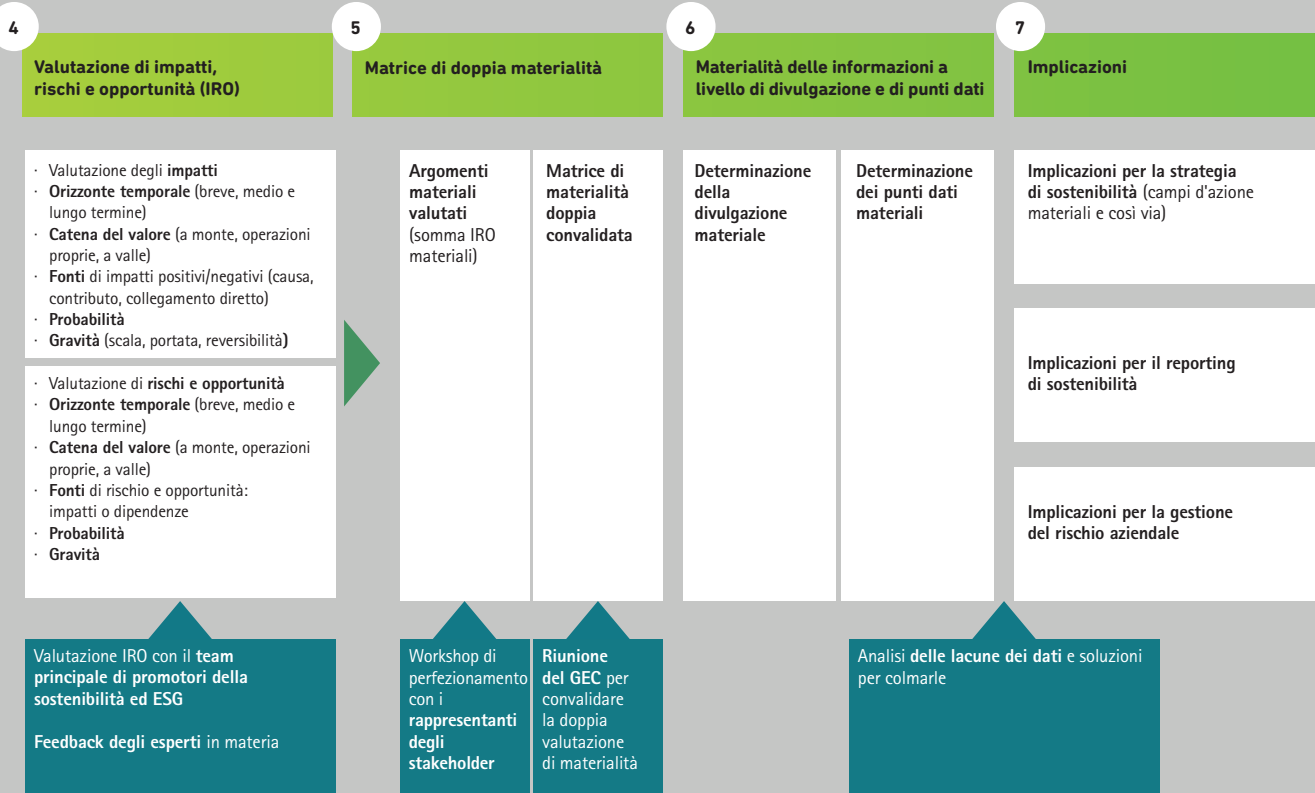 4
Valutazione di impatti,
rischi e opportunità (IRO)
· Valutazione degli impatti
· Orizzonte temporale (breve, medio e
lungo termine)
· Catena del valore (a monte, operazioni
proprie, a valle)
· Fonti di impatti positivi/negativi (causa,
contributo, collegamento diretto)
· Probabilità
· Gravità (scala, portata, reversibilità)
· Valutazione di rischi e opportunità
· Orizzonte temporale (breve, medio e
lungo termine)
· Catena del valore (a monte, operazioni
proprie, a valle)
· Fonti di rischio e opportunità:
impatti o dipendenze
· Probabilità
· Gravità
Valutazione IRO con il team
principale di promotori della
sostenibilità ed ESG
Feedback degli esperti in materia
5
Matrice di doppia materialità
Argomenti
materiali
valutati
(somma IRO
materiali)
Workshop di
perfezionamento
con i
rappresentanti
degli
stakeholder
Matrice di
materialità
doppia
convalidata
Riunione
del GEC per
convalidare
la doppia
valutazione
di materialità
6
Materialità delle informazioni a
livello di divulgazione e di punti dati
Determinazione
della
divulgazione
materiale
Determinazione
dei punti dati
materiali
Analisi delle lacune dei dati e soluzioni
per colmarle
7
Implicazioni
Implicazioni per la strategia
di sostenibilità (campi d'azione
materiali e così via)
Implicazioni per il reporting
di sostenibilità
Implicazioni per la gestione
del rischio aziendale